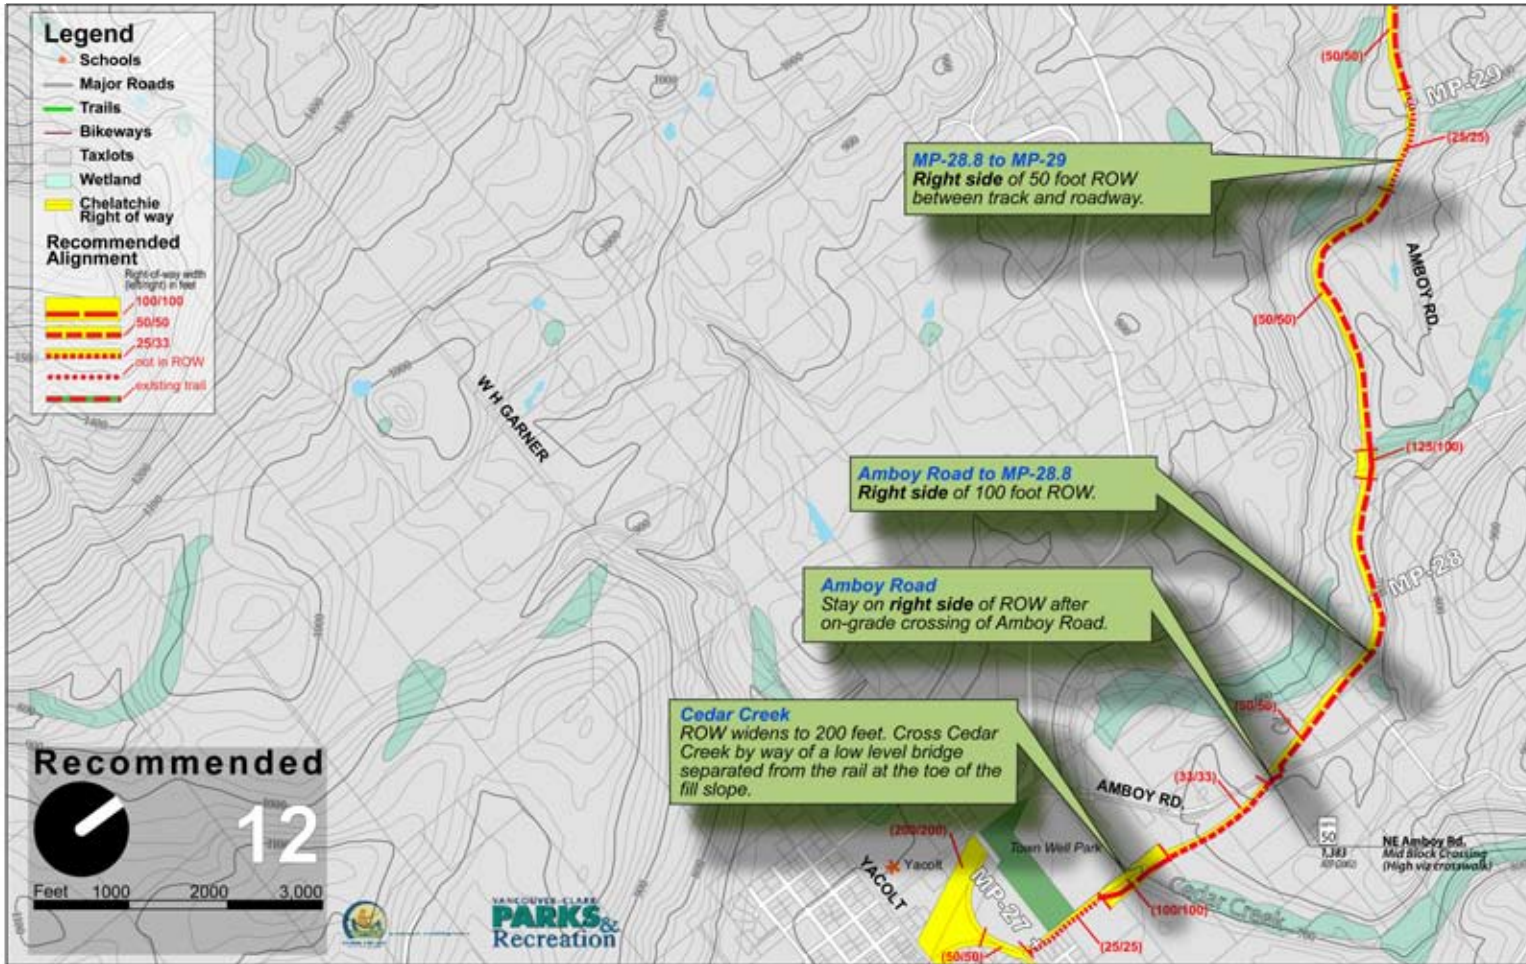 Legend
Schools
Major Roads
Trails
Bikeways
Taxlots
Wetland
Chelatchie
Right of way
Recommended
Alignment
Right-of-way width
(left/right) in feet
100/100
50/50
25/33
not in ROW
existing trail
MP-28.8 to MP-29
Right side of 50 foot ROW
between track and roadway.
Amboy Road to MP-28.8
Right side of 100 foot ROW.
Amboy Road
Stay on right side of ROW after
on-grade crossing of Amboy Road.
Cedar Creek
ROW widens to 200 feet. Cross Cedar
Creek by way of a low level bridge
separated from the rail at the toe of the
fill slope.
(50/50)
MP-29
(25/25)
AMBOY RD.
(50/50)
(125/100)
MP-28
(50/50)
(33/33)
AMBOY RD.
W H GARNER
(200/200)
Yacolt
YACOLT
Town Well Park
MP-27
(100/100)
Cedar Creek
(25/25)
(50/50)
50
NE Amboy Rd.
Mid Block Crossing
(High viz crosswalk)
Recommended
12
Feet 1000 2000 3,000
VANCOUVER-CLARK
PARKS &
Recreation